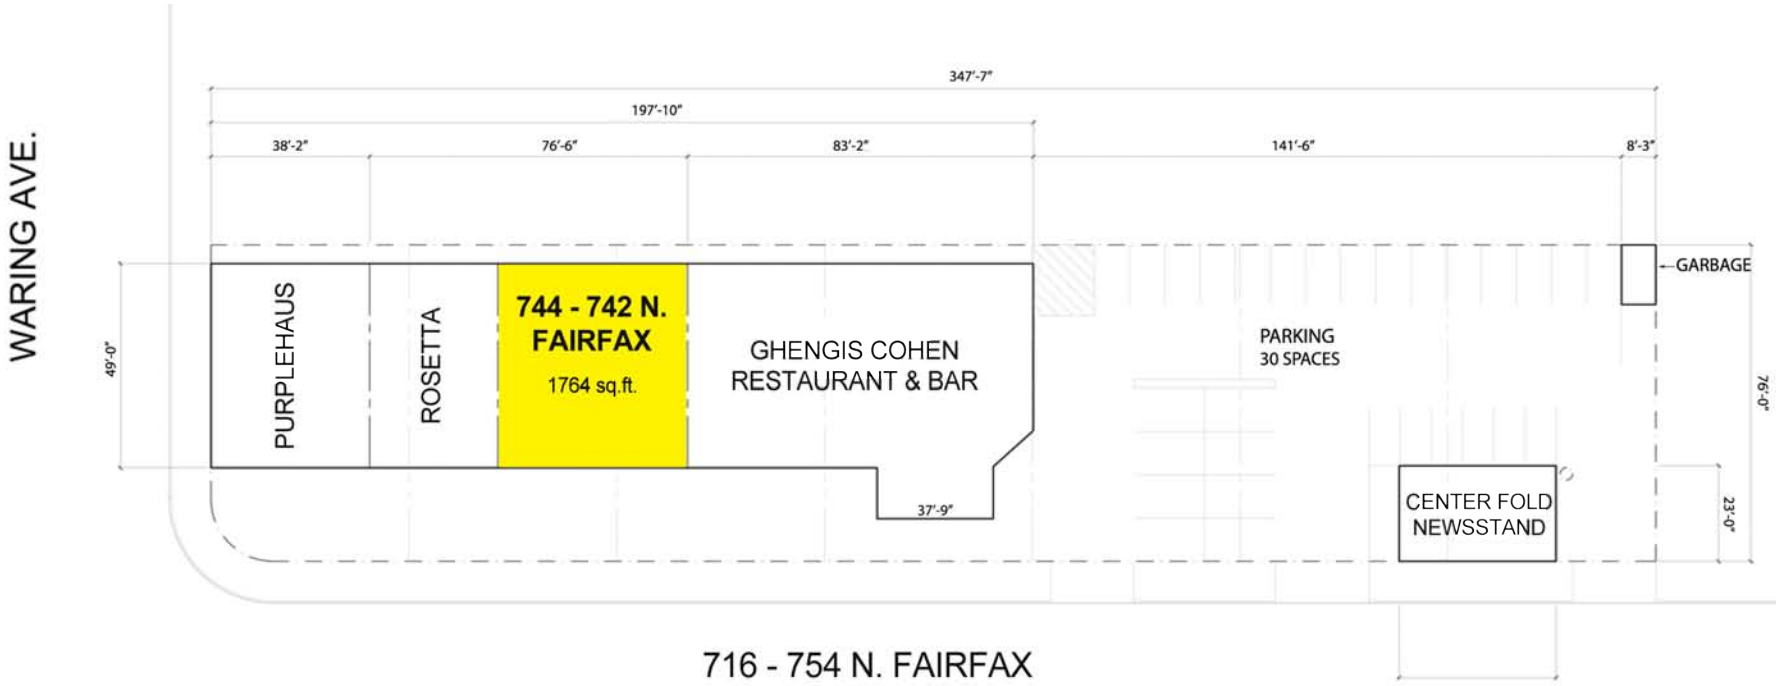 347'-7"
197'-10"
38'-2"
76'-6"
83'-2"
141'-6"
8'-3"
WARING AVE.
49'-0"
PURPLEHAUS
ROSETTA
744 - 742 N.
FAIRFAX
1764 sq.ft.
GHENGIS COHEN
RESTAURANT & BAR
37'-9"
PARKING
30 SPACES
GARBAGE
76'-0"
CENTER FOLD
NEWSSTAND
23'-0"
716 - 754 N. FAIRFAX